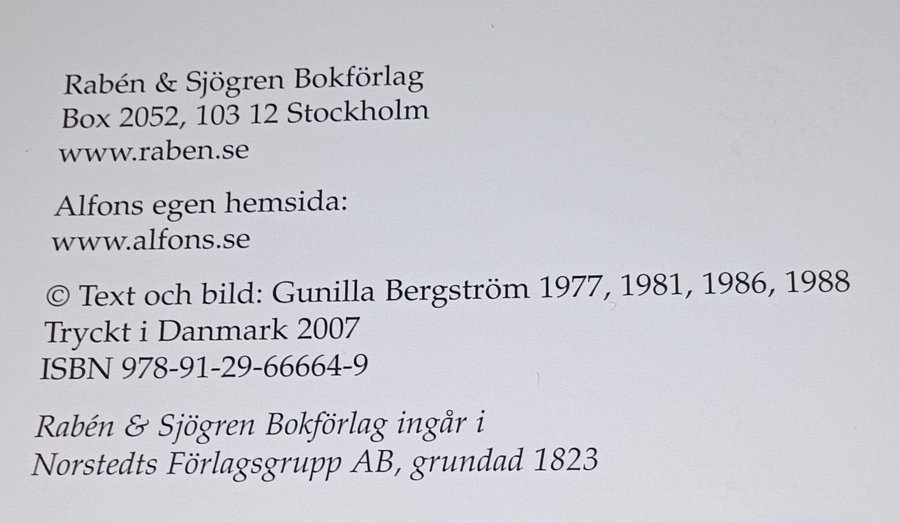 Rabén & Sjögren Bokförlag
Box 2052, 103 12 Stockholm
www.raben.se
Alfons egen hemsida:
www.alfons.se
© Text och bild: Gunilla Bergström 1977, 1981, 1986, 1988
Tryckt i Danmark 2007
ISBN 978-91-29-66664-9
Rabén & Sjögren Bokförlag ingår i
Norstedts Förlagsgrupp AB, grundad 1823